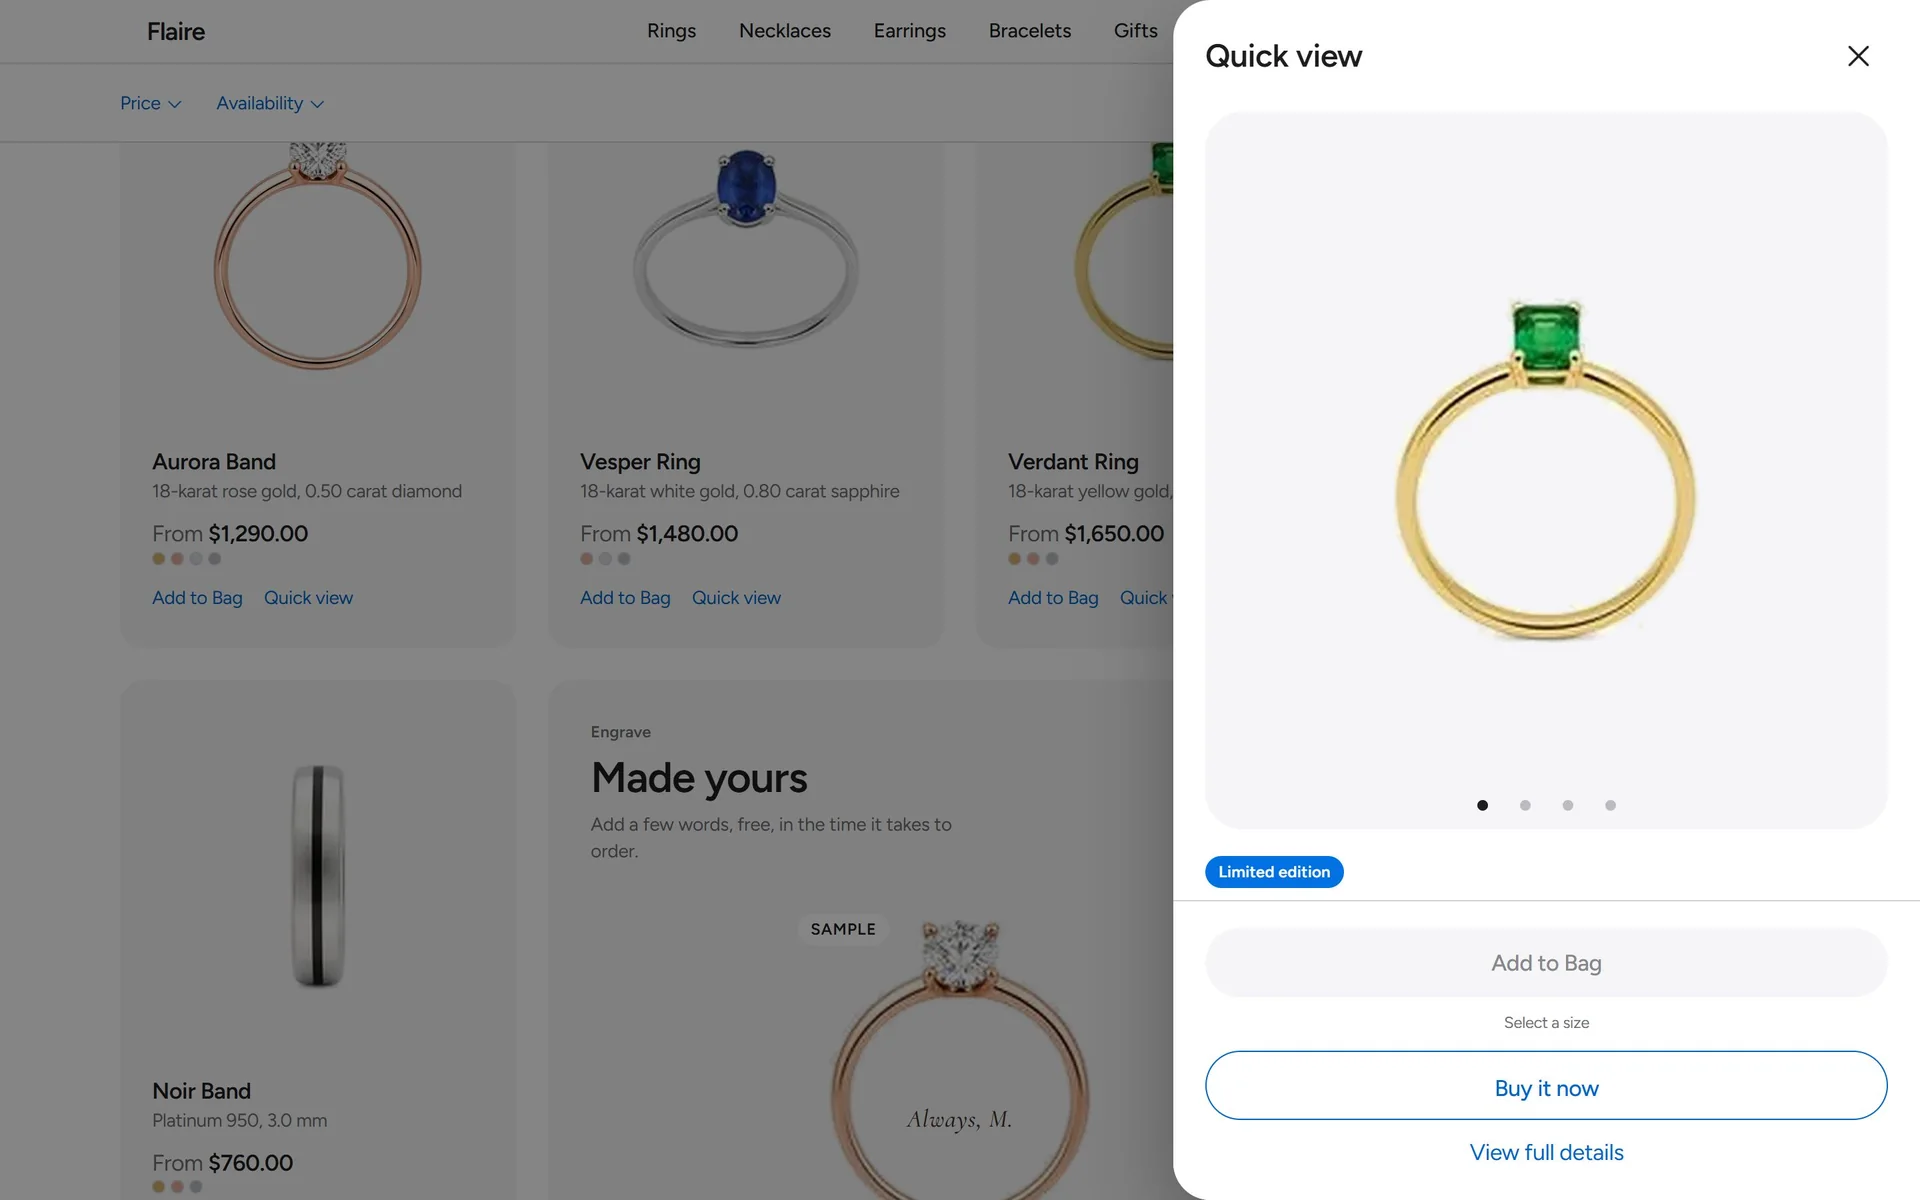 Flaire
Rings
Necklaces
Earrings
Bracelets
Gifts
Price
Availability
Aurora Band
18-karat rose gold, 0.50 carat diamond
From $1,290.00
Add to Bag
Quick view
Vesper Ring
18-karat white gold, 0.80 carat sapphire
From $1,480.00
Add to Bag
Quick view
Verdant Ring
18-karat yellow gold,
From $1,650.00
Add to Bag
Quick
Noir Band
Platinum 950, 3.0 mm
From $760.00
Engrave
Made yours
Add a few words, free, in the time it takes to
order.
SAMPLE
Always, M.
Quick view
Limited edition
Add to Bag
Select a size
Buy it now
View full details